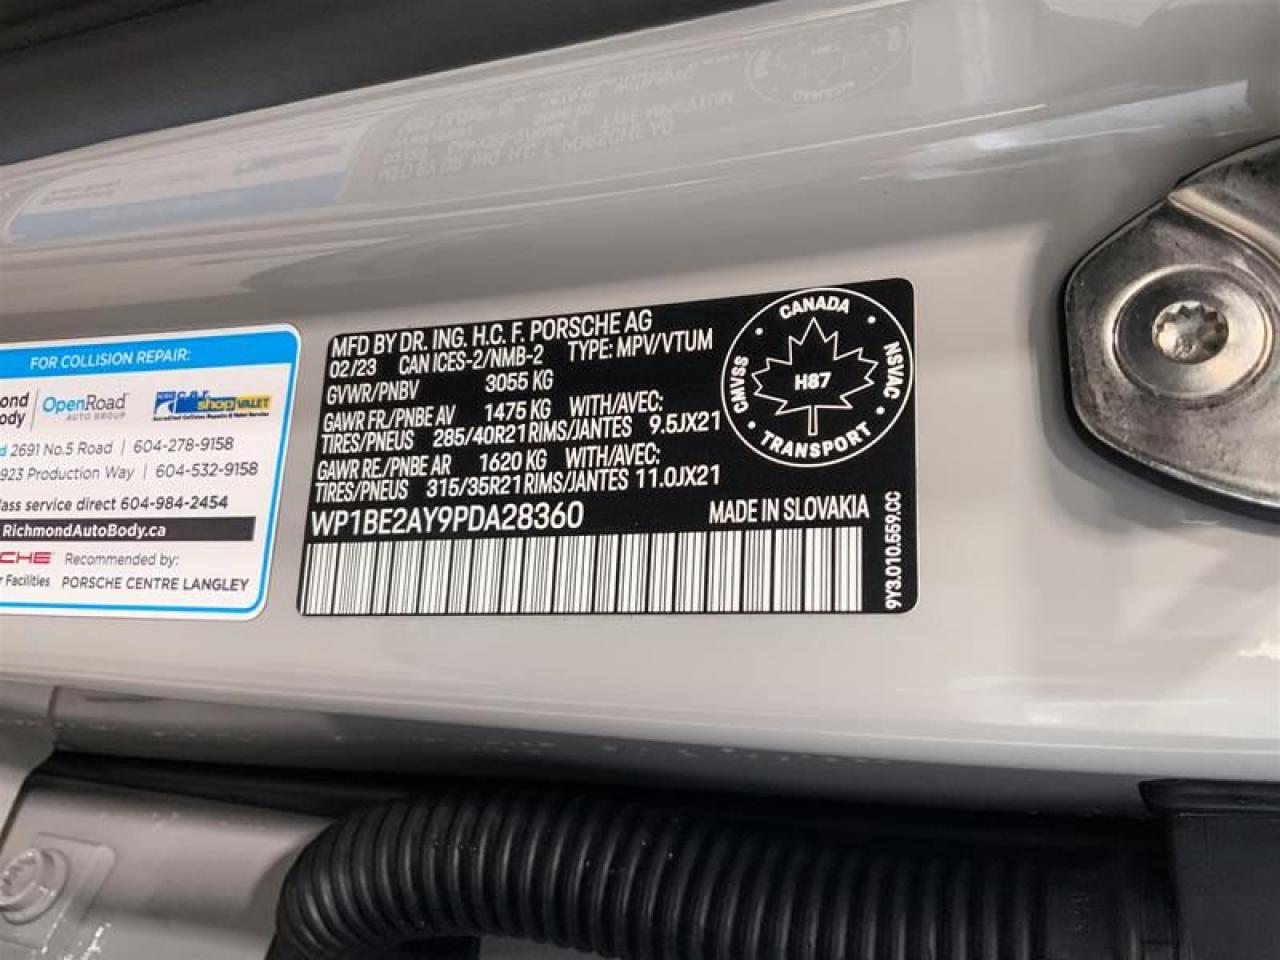 FOR COLLISION REPAIR:
OpenRoad
AUTO GROUP
shop VALET
2691 No.5 Road | 604-278-9158
923 Production Way | 604-532-9158
ass service direct 604-984-2454
RichmondAutoBody.ca
CHE Recommended by:
r Facilities PORSCHE CENTRE LANGLEY
MFD BY DR. ING. H.C. F. PORSCHE AG
02/23 CAN ICES-2/NMB-2 TYPE: MPV/VTUM
GVWR/PNBV 3055 KG
GAWR FR./PNBE AV 1475 KG WITH/AVEC:
TIRES/PNEUS 285/40R21 RIMS/JANTES 9.5JX21
GAWR RE./PNBE AR 1620 KG WITH/AVEC:
TIRES/PNEUS 315/35R21 RIMS/JANTES 11.0JX21
WP1BE2AY9PDA28360 MADE IN SLOVAKIA
CANADA
CMVSS
NSVAC
H87
TRANSPORT
9Y3.010.559.CC